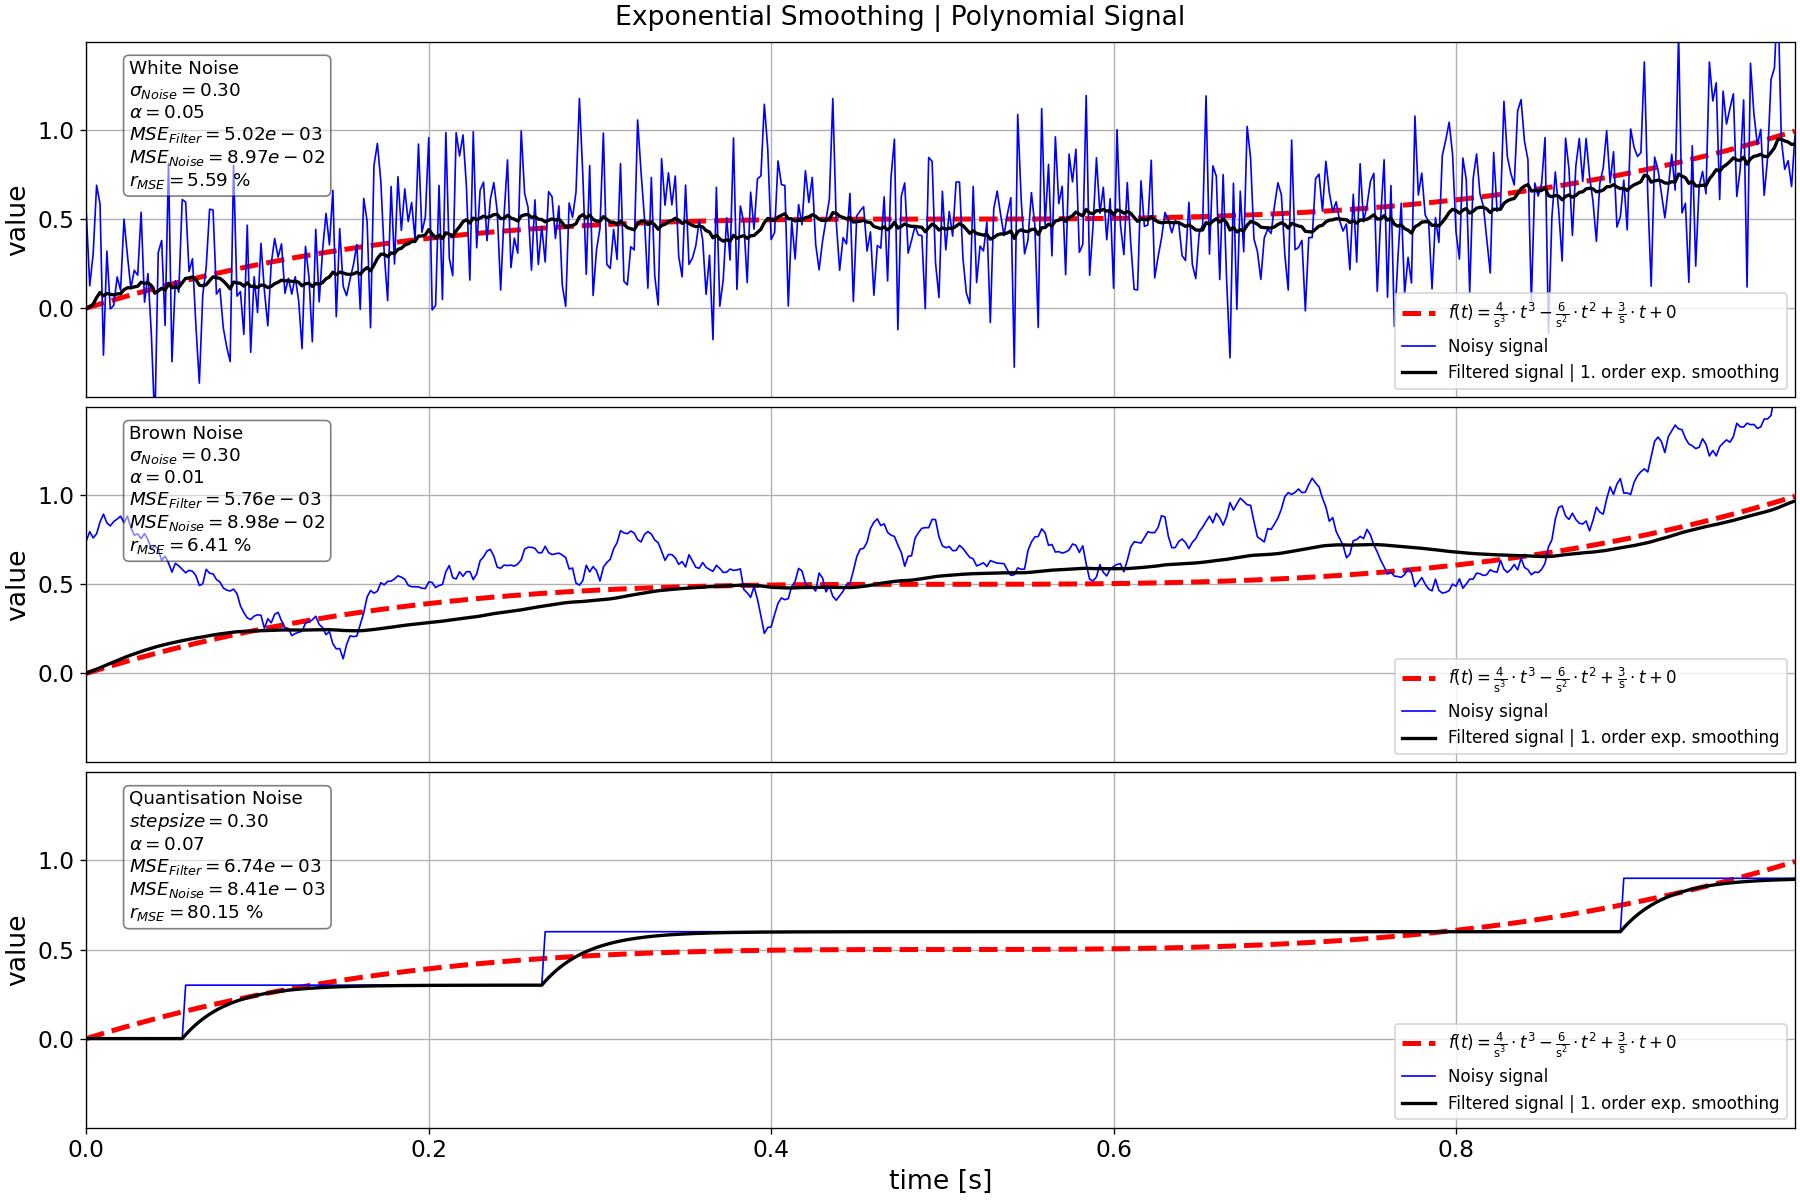 Exponential Smoothing | Polynomial Signal
White Noise
σ_Noise = 0.30
α = 0.05
MSE_Filter = 5.02e − 03
MSE_Noise = 8.97e − 02
r_MSE = 5.59 %
1.0
0.5
0.0
value
f(t) = 4/s³ · t³ − 6/s² · t² + 3/s · t + 0
Noisy signal
Filtered signal | 1. order exp. smoothing
Brown Noise
σ_Noise = 0.30
α = 0.01
MSE_Filter = 5.76e − 03
MSE_Noise = 8.98e − 02
r_MSE = 6.41 %
1.0
0.5
0.0
value
f(t) = 4/s³ · t³ − 6/s² · t² + 3/s · t + 0
Noisy signal
Filtered signal | 1. order exp. smoothing
Quantisation Noise
stepsize = 0.30
α = 0.07
MSE_Filter = 6.74e − 03
MSE_Noise = 8.41e − 03
r_MSE = 80.15 %
1.0
0.5
0.0
value
f(t) = 4/s³ · t³ − 6/s² · t² + 3/s · t + 0
Noisy signal
Filtered signal | 1. order exp. smoothing
0.0 0.2 0.4 0.6 0.8
time [s]